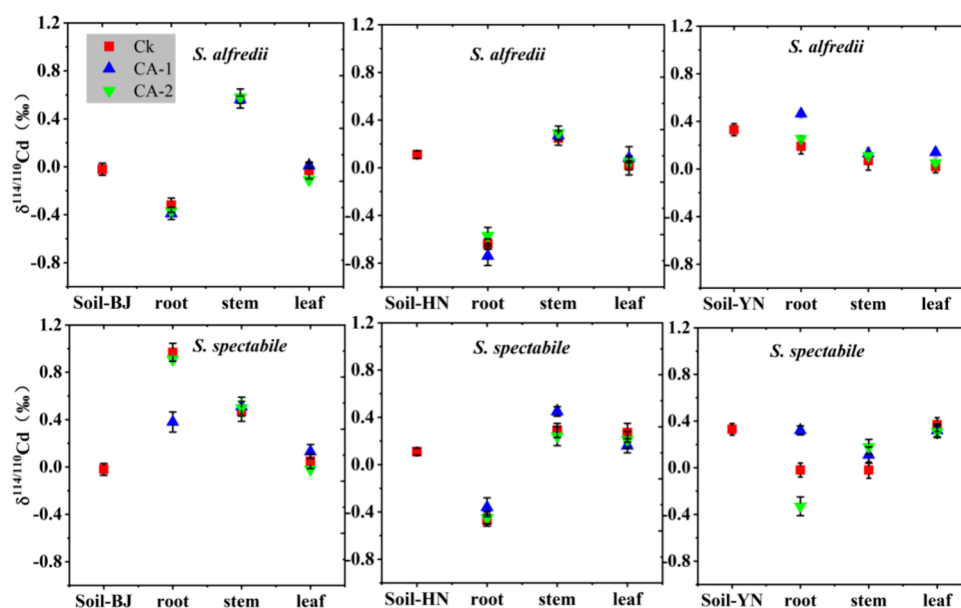 1.2
0.8
0.4
0.0
-0.4
-0.8
δ114/110Cd (‰)
Ck
CA-1
CA-2
S. alfredii
Soil-BJ root stem leaf
1.2
0.8
0.4
0.0
-0.4
-0.8
S. alfredii
Soil-HN root stem leaf
1.2
0.8
0.4
0.0
-0.4
-0.8
S. alfredii
Soil-YN root stem leaf
1.2
0.8
0.4
0.0
-0.4
-0.8
δ114/110Cd (‰)
S. spectabile
Soil-BJ root stem leaf
1.2
0.8
0.4
0.0
-0.4
-0.8
S. spectabile
Soil-HN root stem leaf
1.2
0.8
0.4
0.0
-0.4
-0.8
S. spectabile
Soil-YN root stem leaf